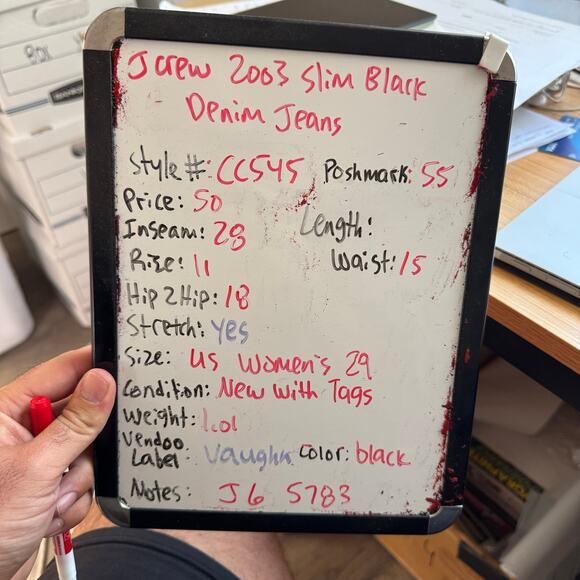 J crew 2003 Slim Black
Denim Jeans
Style#: CC545 Poshmark: 55
Price: 50
Inseam: 28 Length:
Rise: 11 Waist: 15
Hip 2 Hip: 18
Stretch: yes
Size: US Women's 29
Condition: New With Tags
Weight: 1.01
Vendoo
Label: Vaughn Color: black
Notes: J6 5783
BOX